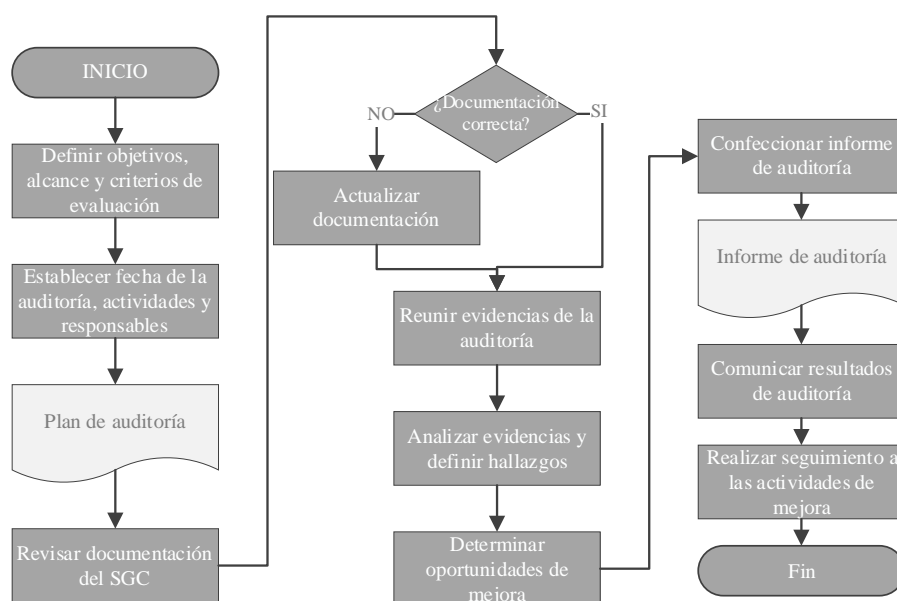 INICIO
Definir objetivos,
alcance y criterios de
evaluación
Establecer fecha de la
auditoría, actividades y
responsables
Plan de auditoría
Revisar documentación
del SGC
¿Documentación
correcta?
NO
SI
Actualizar
documentación
Reunir evidencias de la
auditoría
Analizar evidencias y
definir hallazgos
Determinar
oportunidades de
mejora
Confeccionar informe
de auditoría
Informe de auditoría
Comunicar resultados
de auditoría
Realizar seguimiento a
las actividades de
mejora
Fin